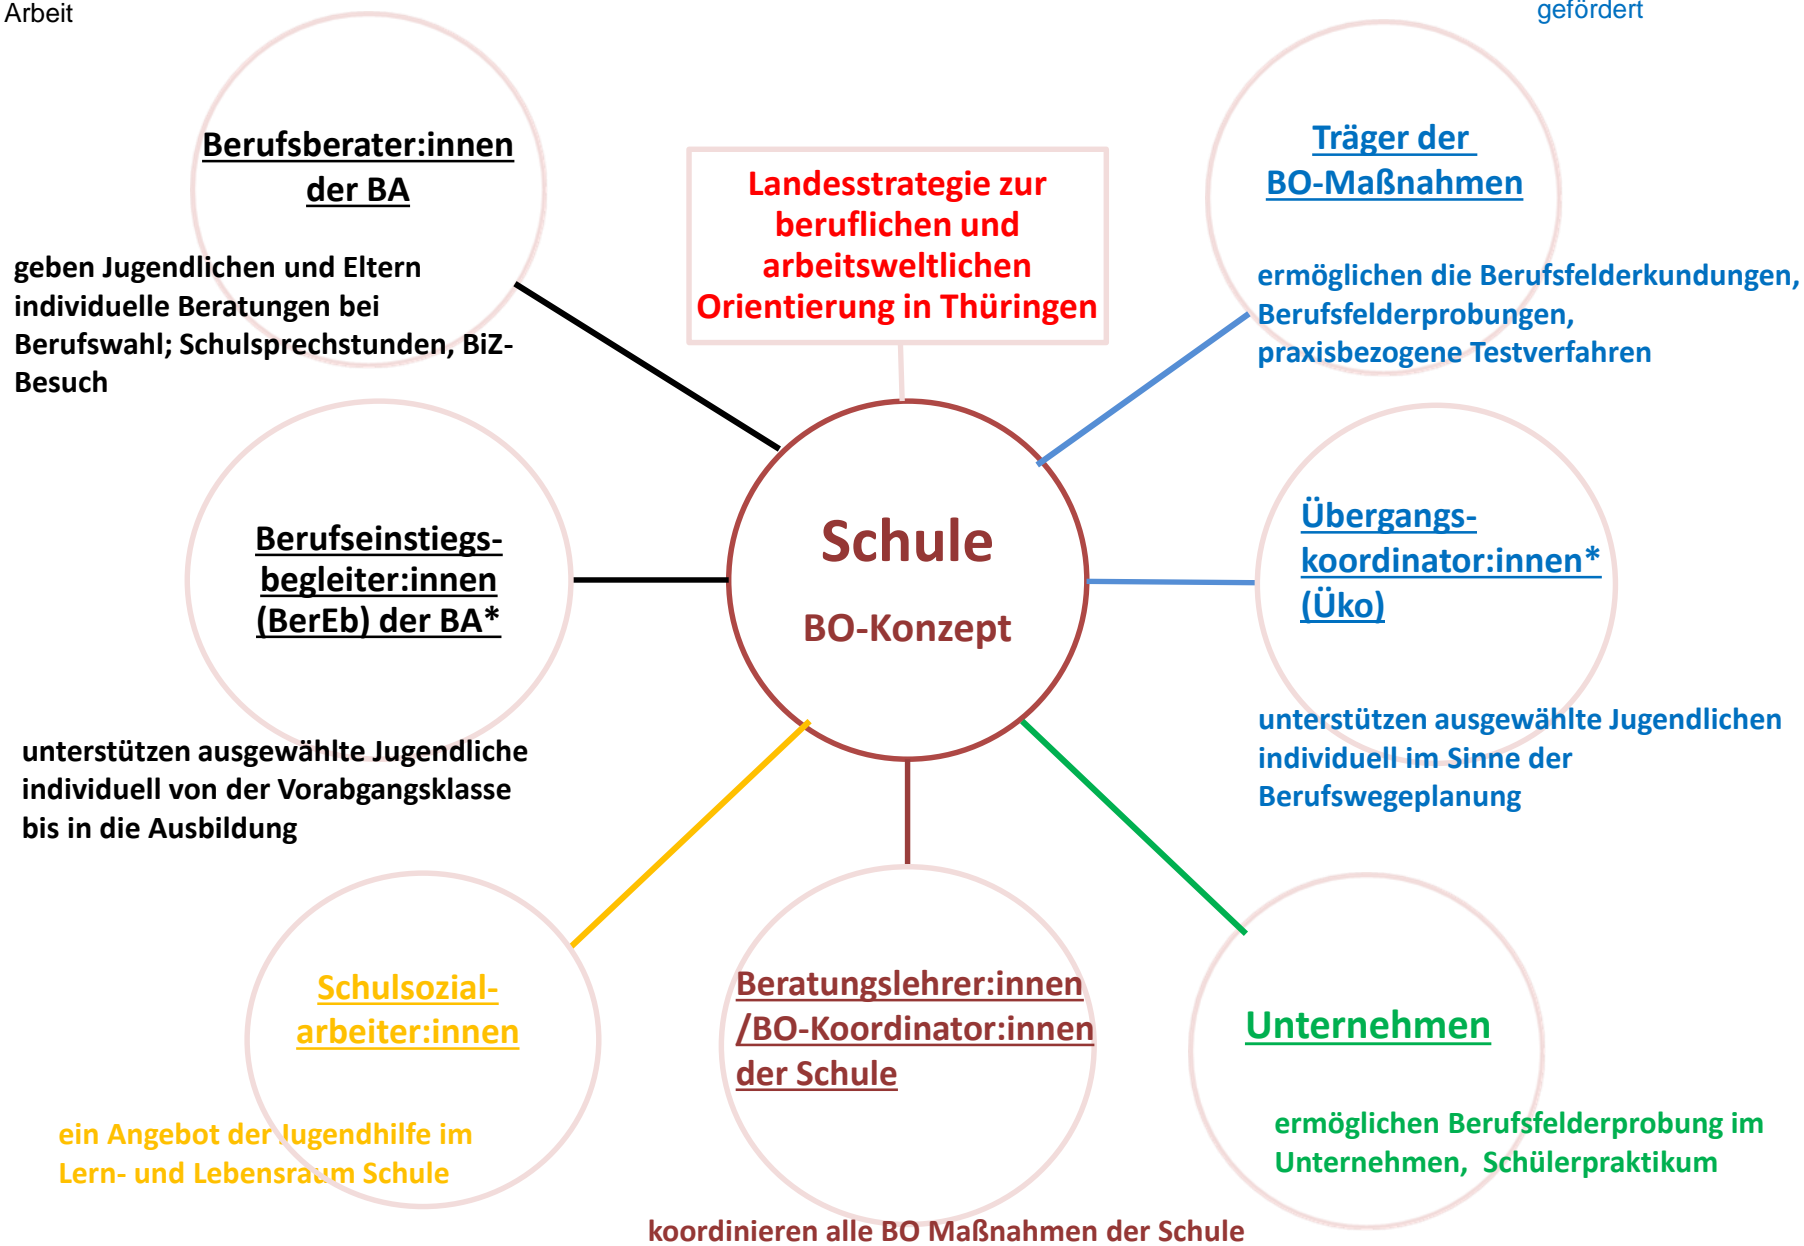 Arbeit
gefördert
Berufsberater:innen
der BA
geben Jugendlichen und Eltern
individuelle Beratungen bei
Berufswahl; Schulsprechstunden, BiZ-
Besuch
Landesstrategie zur
beruflichen und
arbeitsweltlichen
Orientierung in Thüringen
Träger der
BO-Maßnahmen
ermöglichen die Berufsfelderkundungen,
Berufsfelderprobungen,
praxisbezogene Testverfahren
Berufseinstiegs-
begleiter:innen
(BerEb) der BA*
unterstützen ausgewählte Jugendliche
individuell von der Vorabgangsklasse
bis in die Ausbildung
Schule
BO-Konzept
Übergangs-
koordinator:innen*
(Üko)
unterstützen ausgewählte Jugendlichen
individuell im Sinne der
Berufswegeplanung
Schulsozial-
arbeiter:innen
ein Angebot der Jugendhilfe im
Lern- und Lebensraum Schule
Beratungslehrer:innen
/BO-Koordinator:innen
der Schule
koordinieren alle BO Maßnahmen der Schule
Unternehmen
ermöglichen Berufsfelderprobung im
Unternehmen, Schülerpraktikum